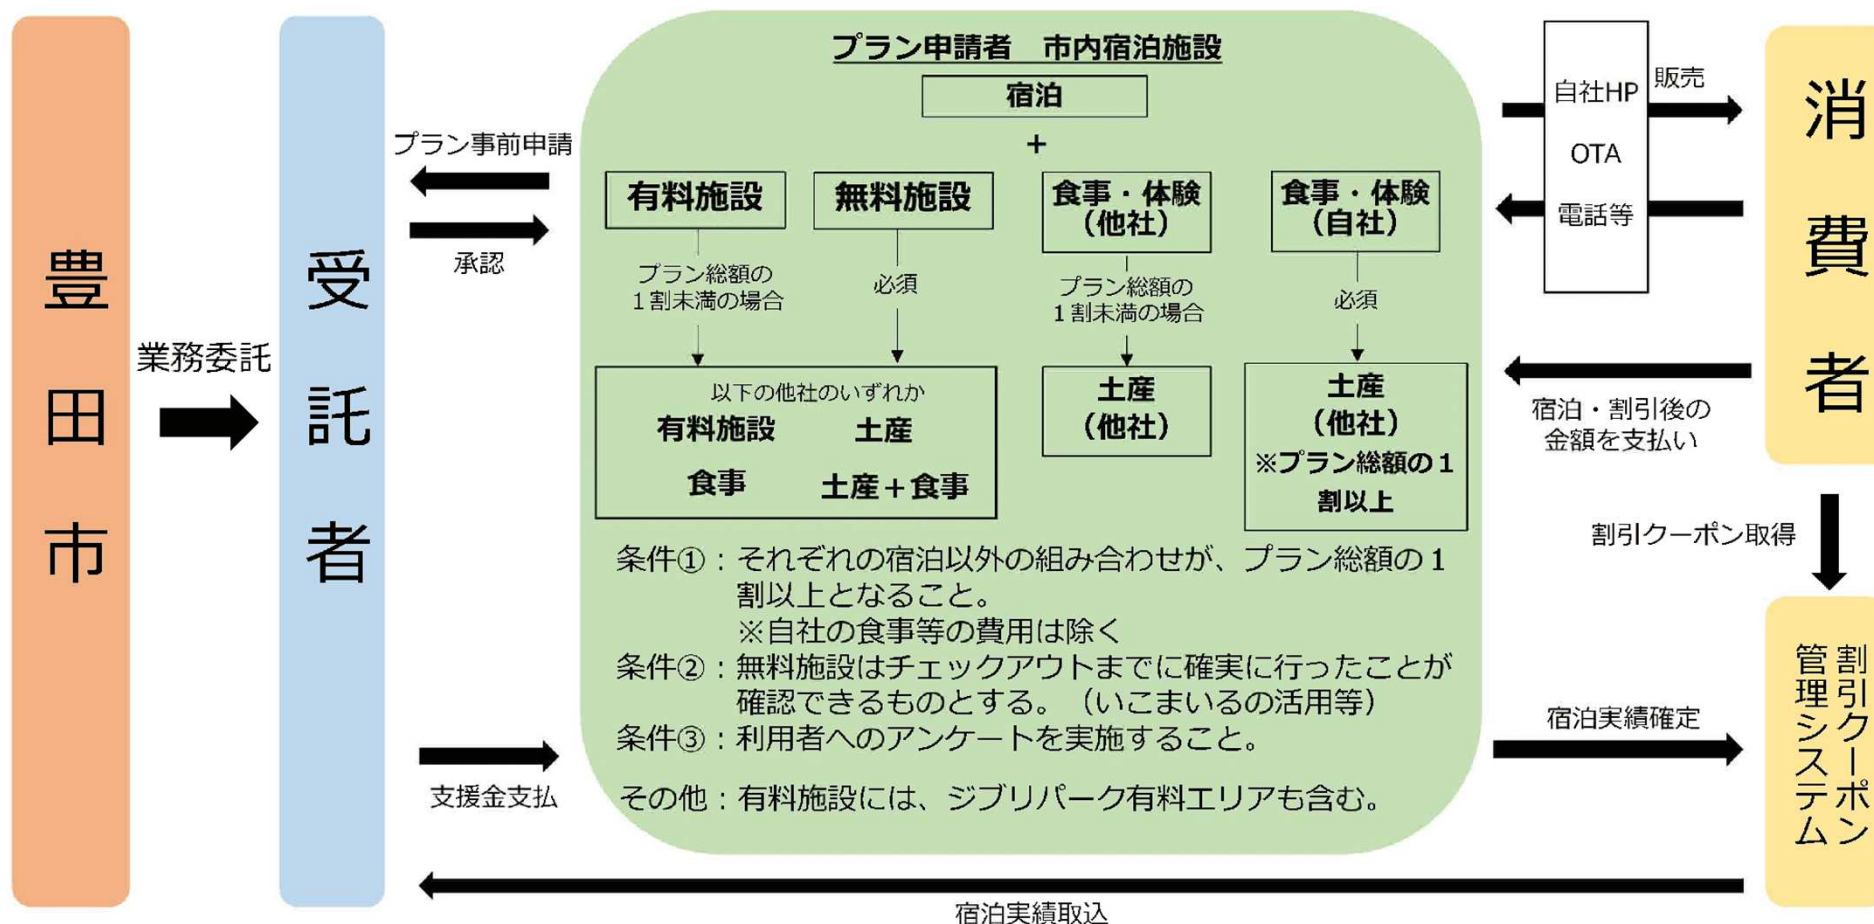 豊田市
業務委託
受託者
プラン事前申請
承認
支援金支払
プラン申請者　市内宿泊施設
宿泊
+
有料施設
無料施設
食事・体験
（他社）
食事・体験
（自社）
プラン総額の
１割未満の場合
必須
プラン総額の
１割未満の場合
必須
以下の他社のいずれか
有料施設
土産
食事
土産＋食事
土産
（他社）
土産
（他社）
※プラン総額の１
割以上
条件①：それぞれの宿泊以外の組み合わせが、プラン総額の１
割以上となること。
※自社の食事等の費用は除く
条件②：無料施設はチェックアウトまでに確実に行ったことが
確認できるものとする。（いこまいるの活用等）
条件③：利用者へのアンケートを実施すること。
その他：有料施設には、ジブリパーク有料エリアも含む。
自社HP
OTA
電話等
販売
消費者
宿泊・割引後の
金額を支払い
割引クーポン取得
割引クーポン
管理システム
宿泊実績確定
宿泊実績取込